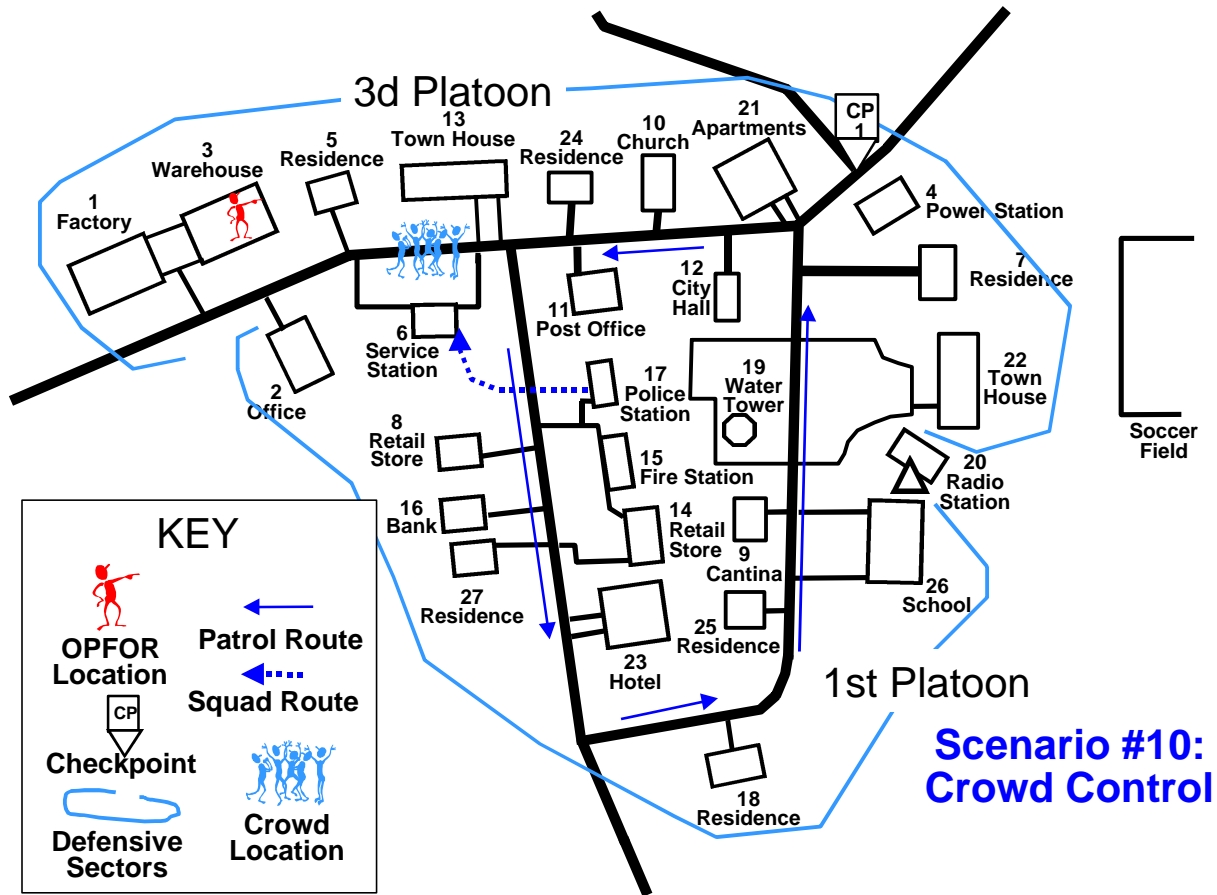 3d Platoon
21
Apartments
CP
1
13
Town House
24
Residence
10
Church
5
Residence
3
Warehouse
1
Factory
4
Power Station
7
Residence
12
City
Hall
11
Post Office
6
Service
Station
2
Office
17
Police
Station
19
Water
Tower
22
Town
House
Soccer
Field
8
Retail
Store
15
Fire Station
20
Radio
Station
16
Bank
14
Retail
Store
9
Cantina
26
School
27
Residence
25
Residence
23
Hotel
1st Platoon
18
Residence
Scenario #10:
Crowd Control
KEY
OPFOR
Location
Patrol Route
Squad Route
CP
Checkpoint
Defensive
Sectors
Crowd
Location